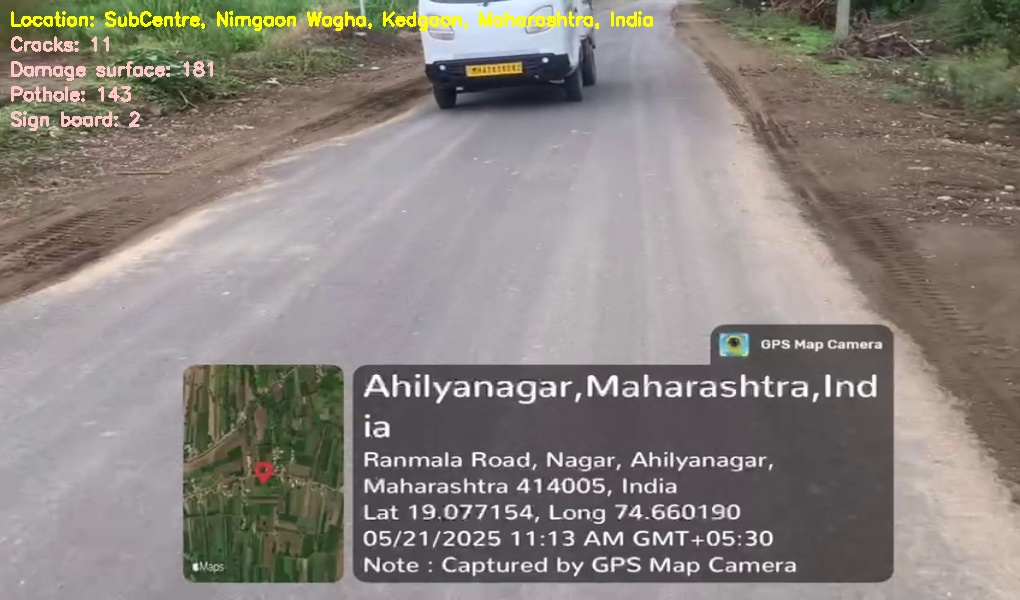 Location: SubCentre, Nimgaon Wagha, Kedgaon, Maharashtra, India
Cracks: 11
Damage surface: 181
Pothole: 143
Sign board: 2
GPS Map Camera
Ahilyanagar,Maharashtra,Ind
ia
Ranmala Road, Nagar, Ahilyanagar,
Maharashtra 414005, India
Lat 19.077154, Long 74.660190
05/21/2025 11:13 AM GMT+05:30
Note : Captured by GPS Map Camera
Maps